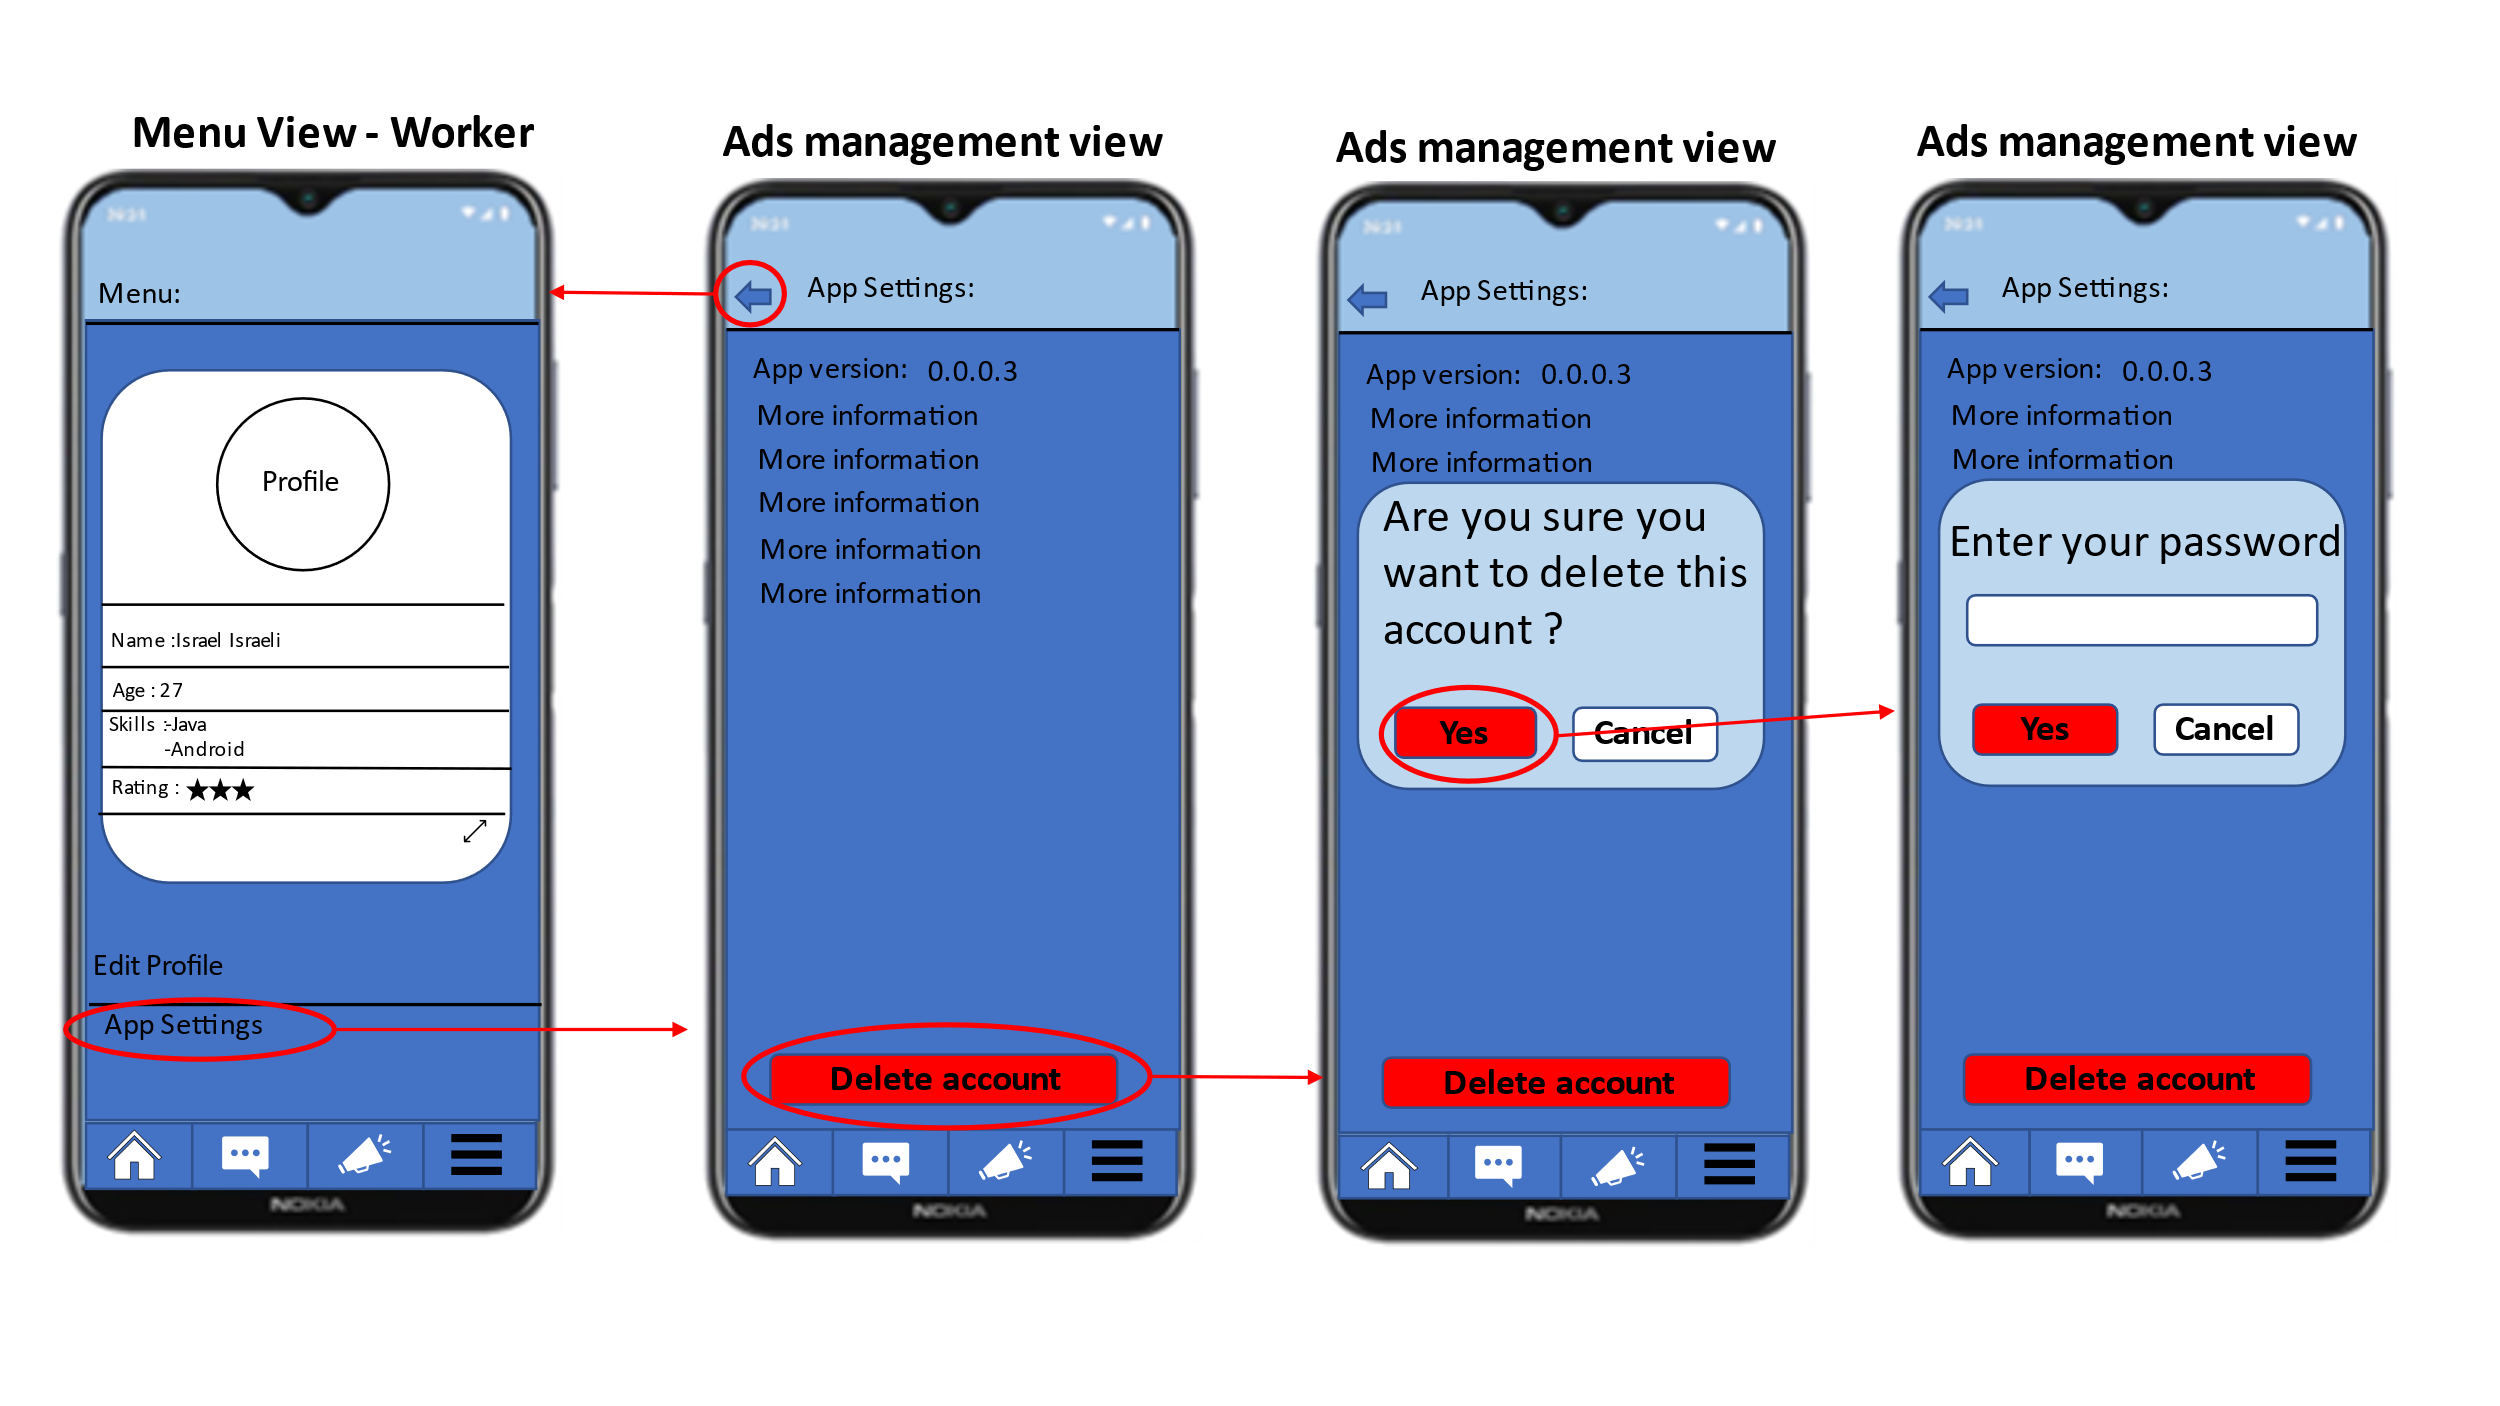 Menu View - Worker
Menu:
Profile
Name :Israel Israeli
Age : 27
Skills :-Java
-Android
Rating : ★★★
Edit Profile
App Settings
NOKIA
Ads management view
App Settings:
App version: 0.0.0.3
More information
More information
More information
More information
More information
Delete account
NOKIA
Ads management view
App Settings:
App version: 0.0.0.3
More information
More information
Are you sure you
want to delete this
account ?
Yes Cancel
Delete account
NOKIA
Ads management view
App Settings:
App version: 0.0.0.3
More information
More information
Enter your password
Yes Cancel
Delete account
NOKIA